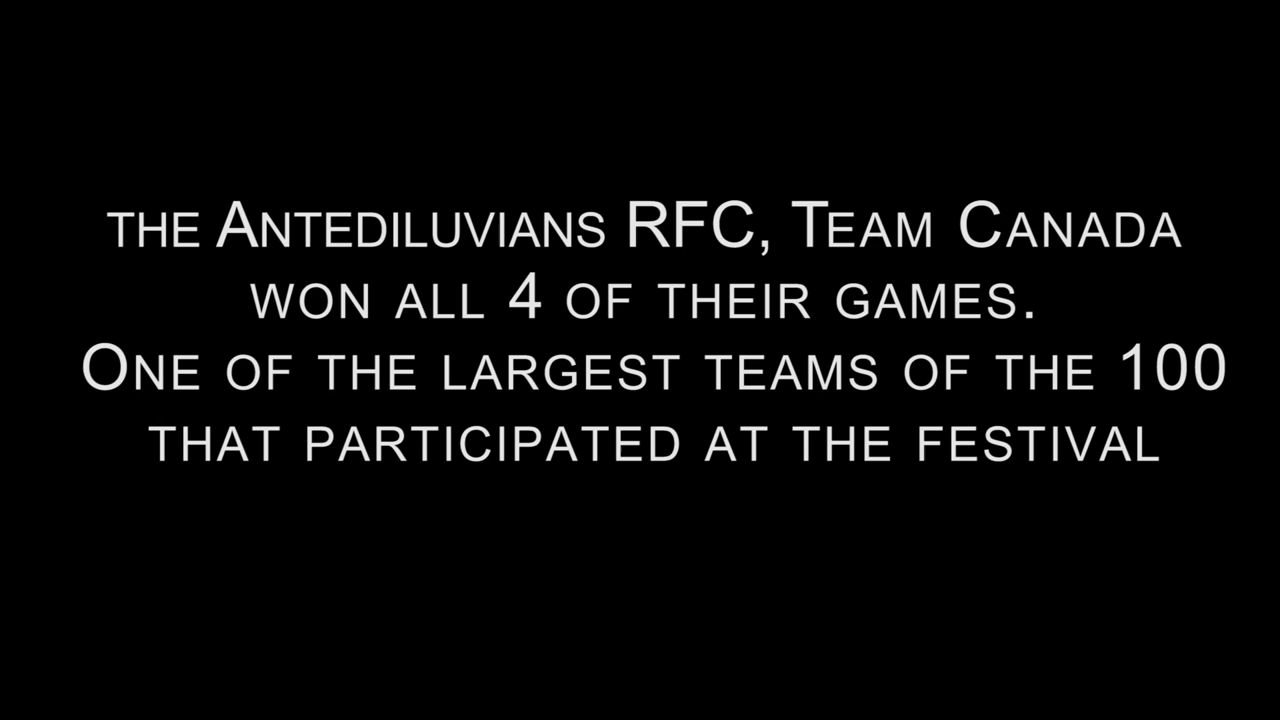 the Antediluvians RFC, Team Canada
won all 4 of their games.
One of the largest teams of the 100
that participated at the festival